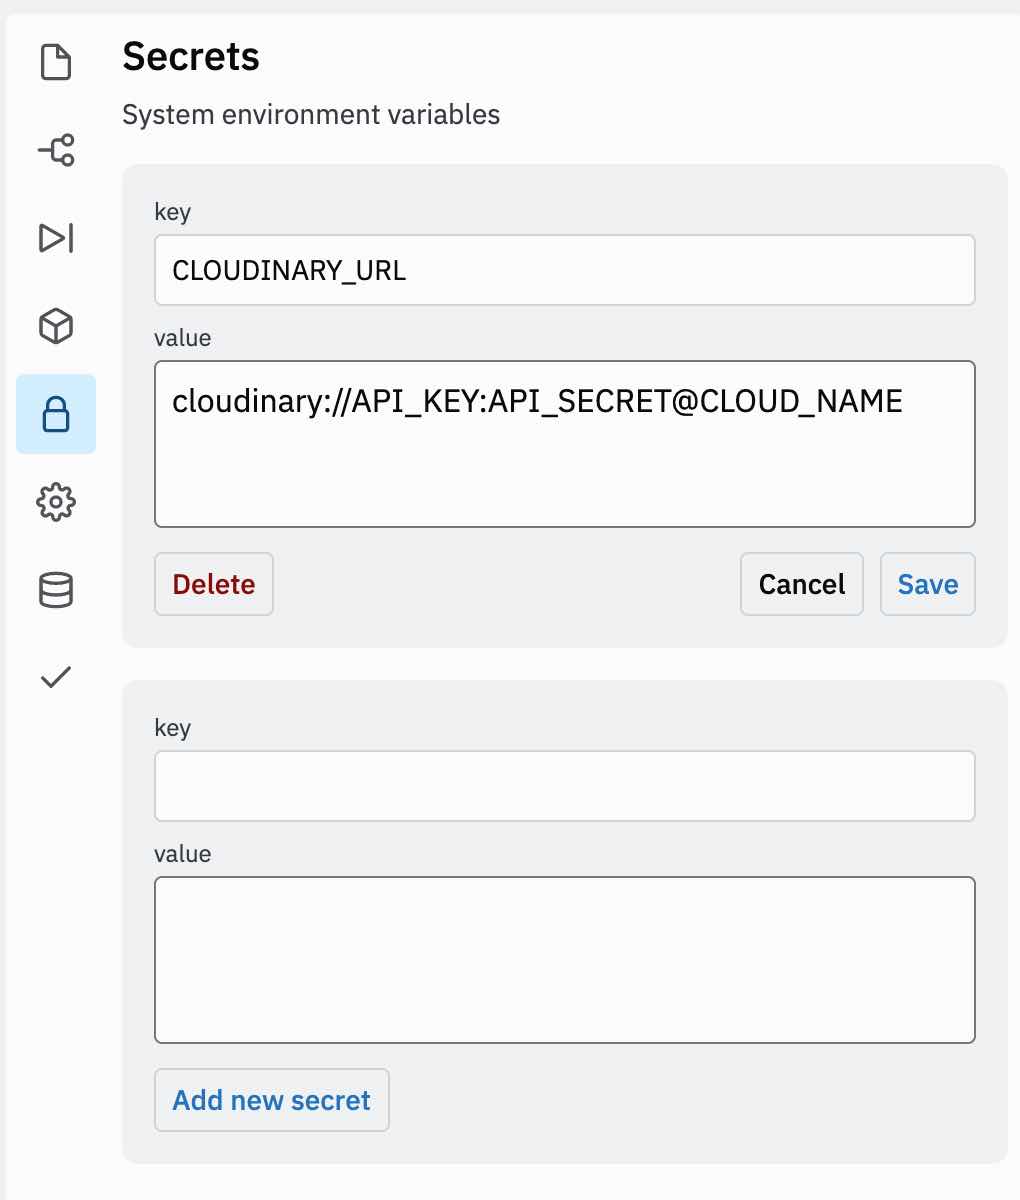 Secrets
System environment variables
key
CLOUDINARY_URL
value
cloudinary://API_KEY:API_SECRET@CLOUD_NAME
Delete Cancel Save
key
value
Add new secret